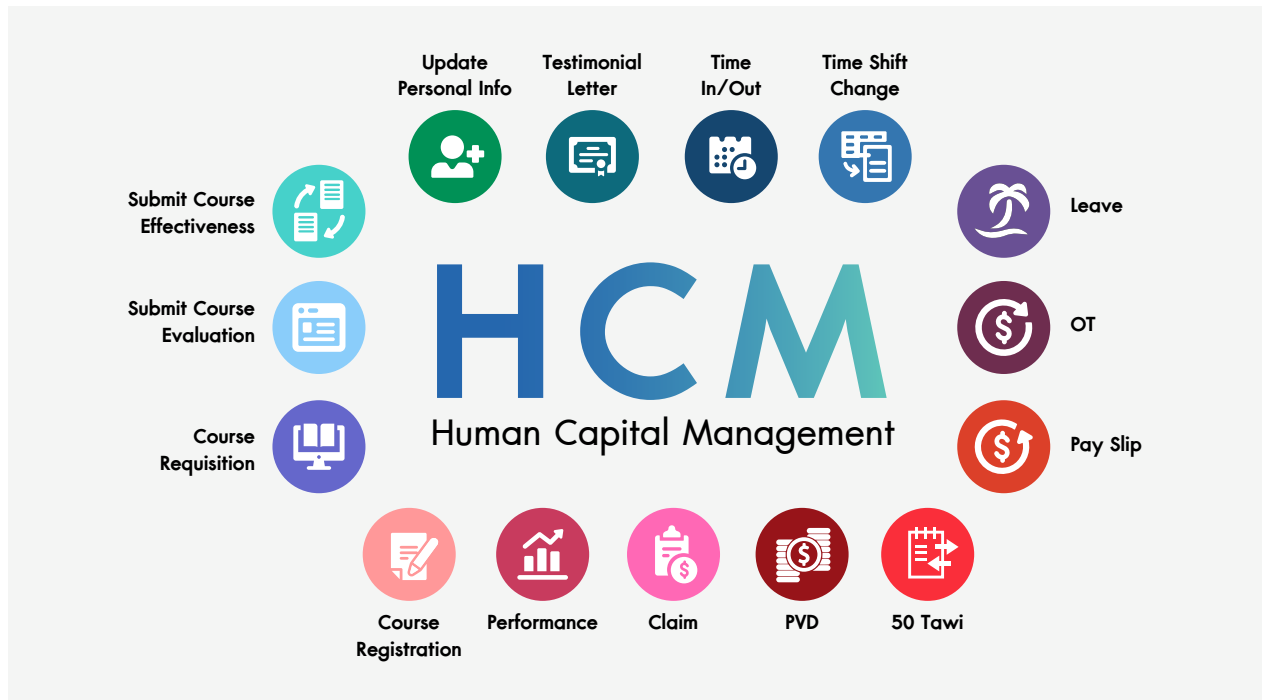 Update
Personal Info
Testimonial
Letter
Time
In/Out
Time Shift
Change
Submit Course
Effectiveness
Leave
Submit Course
Evaluation
OT
HCM
Human Capital Management
Course
Requisition
Pay Slip
Course
Registration
Performance
Claim
PVD
50 Tawi